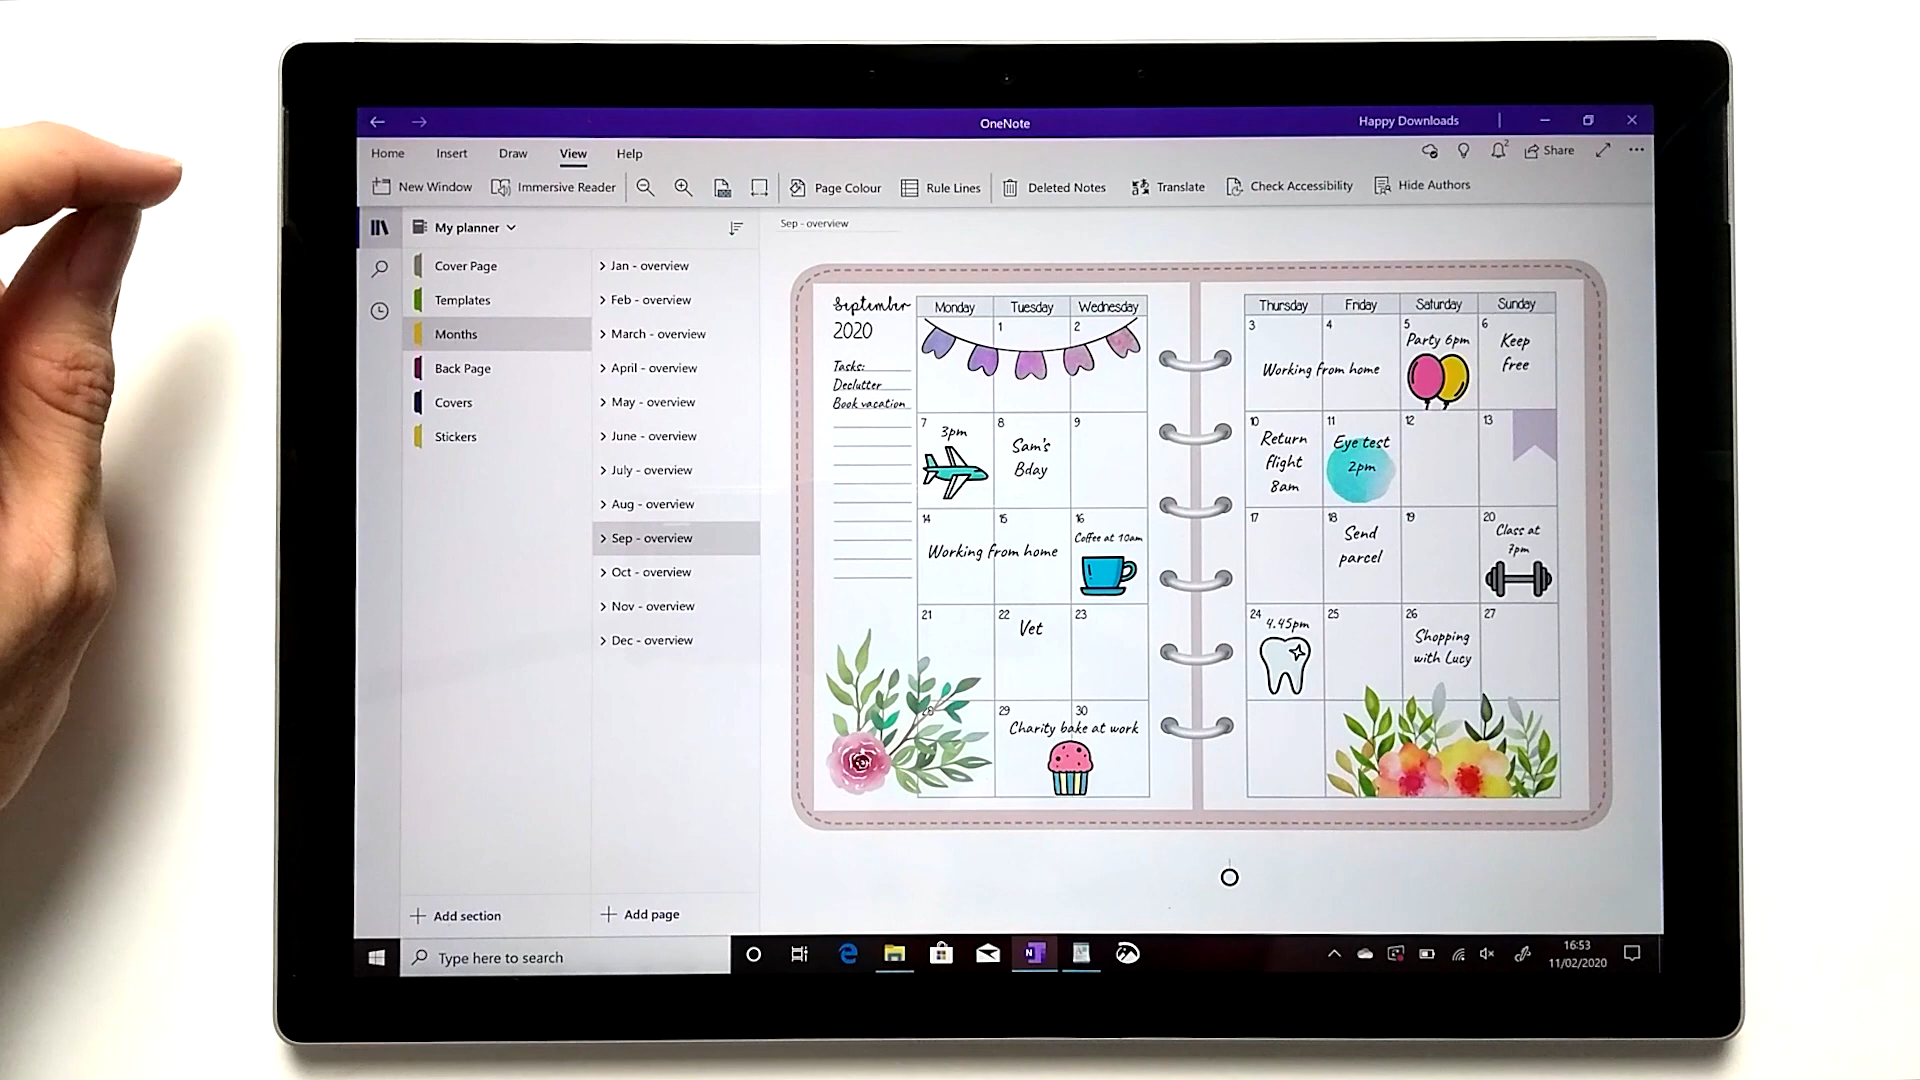 OneNote
Happy Downloads
Home
Insert
Draw
View
Help
2
Share
New Window
Immersive Reader
Page Colour
Rule Lines
Deleted Notes
Translate
Check Accessibility
Hide Authors
My planner
Cover Page
Templates
Months
Back Page
Covers
Stickers
Jan - overview
Feb - overview
March - overview
April - overview
May - overview
June - overview
July - overview
Aug - overview
Sep - overview
Oct - overview
Nov - overview
Dec - overview
Add section
Add page
Sep - overview
September
2020
Tasks:
Declutter
Book vacation
Monday
Tuesday
Wednesday
Thursday
Friday
Saturday
Sunday
1
2
3
4
Working from home
5
Party 6pm
6
Keep
free
7
3pm
8
Sam's
Bday
9
10
Return
flight
8am
11
Eye test
2pm
12
13
14
15
Working from home
16
Coffee at 10am
17
18
Send
parcel
19
20
Class at
7pm
21
22
Vet
23
24
4.45pm
25
26
Shopping
with Lucy
27
28
29
30
Charity bake at work
Type here to search
N
16:53
11/02/2020